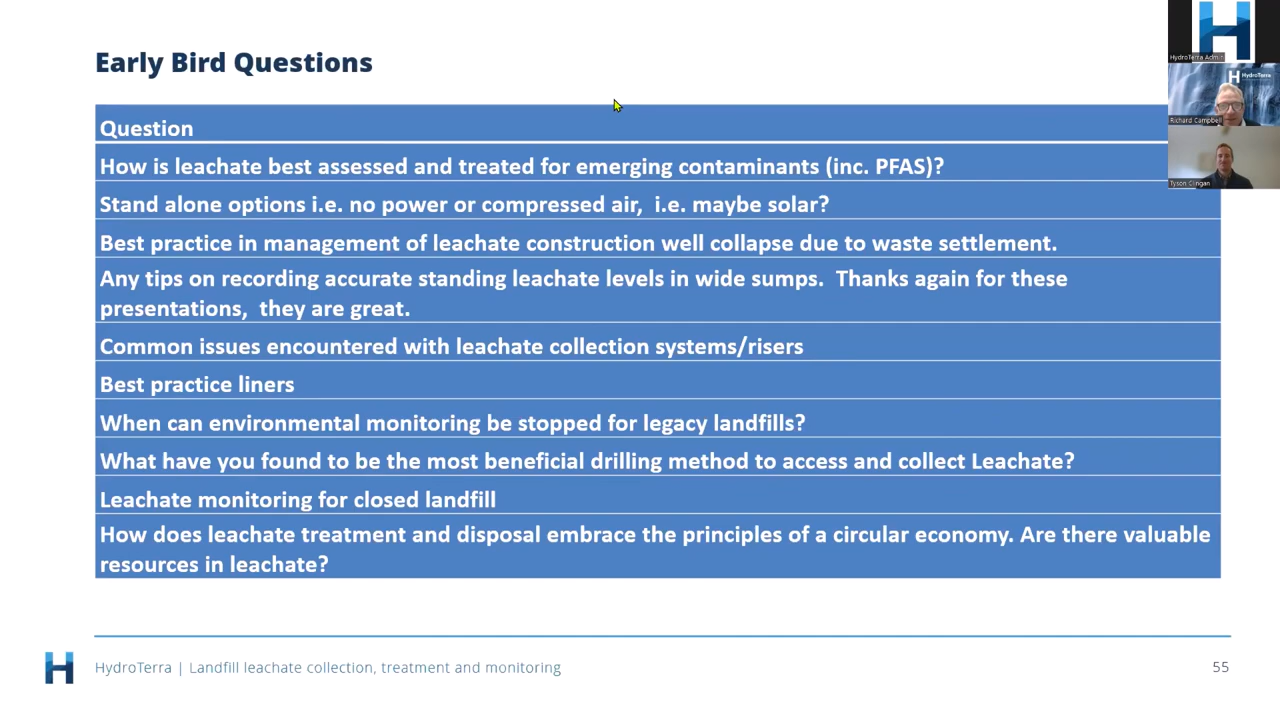 Early Bird Questions
Question
How is leachate best assessed and treated for emerging contaminants (inc. PFAS)?
Stand alone options i.e. no power or compressed air, i.e. maybe solar?
Best practice in management of leachate construction well collapse due to waste settlement.
Any tips on recording accurate standing leachate levels in wide sumps. Thanks again for these
presentations, they are great.
Common issues encountered with leachate collection systems/risers
Best practice liners
When can environmental monitoring be stopped for legacy landfills?
What have you found to be the most beneficial drilling method to access and collect Leachate?
Leachate monitoring for closed landfill
How does leachate treatment and disposal embrace the principles of a circular economy. Are there valuable
resources in leachate?
HydroTerra | Landfill leachate collection, treatment and monitoring
55
HydroTerra
HydroTerra
Richard Campbell
Tyson Clingan